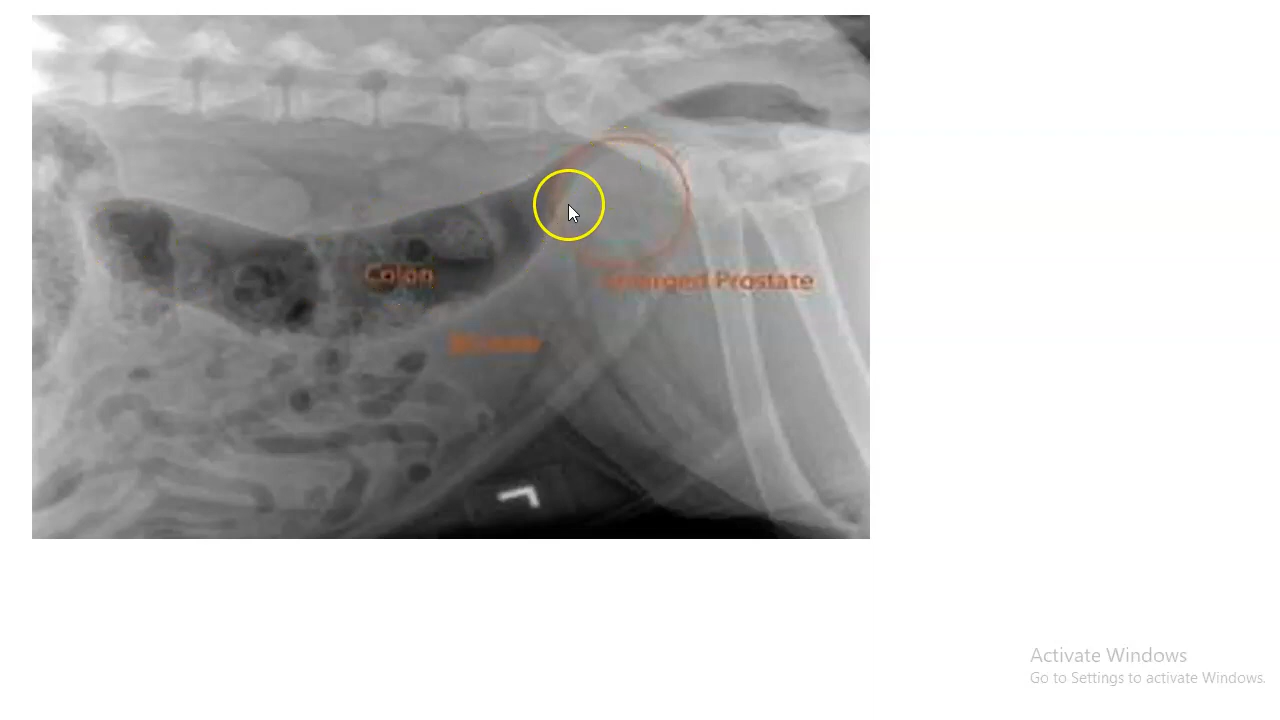 Colon
Enlarged Prostate
L
Activate Windows
Go to Settings to activate Windows.